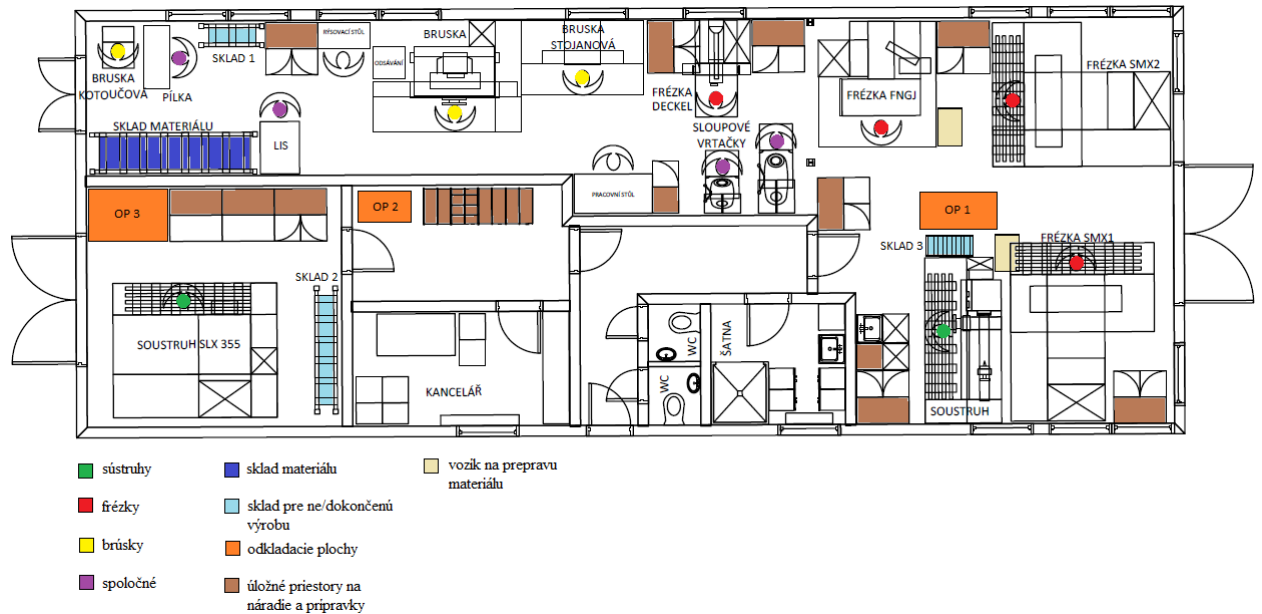 BRUSKA
KOTOUČOVÁ
PÍLKA
SKLAD 1
RÝSOVACÍ STŮL
ODSÁVÁNÍ
BRUSKA
BRUSKA
STOJANOVÁ
FRÉZKA
DECKEL
FRÉZKA FNGJ
FRÉZKA SMX2
SKLAD MATERIÁLU
LIS
SLOUPOVÉ
VRTAČKY
PRACOVNÍ STŮL
OP 3
OP 2
OP 1
SKLAD 3
FRÉZKA SMX1
SKLAD 2
SOUSTRUH SLX 355
KANCELÁŘ
WC
WC
ŠATNA
SOUSTRUH
sústruhy
frézky
brúsky
spoločné
sklad materiálu
sklad pre ne/dokončenú
výrobu
odkladacie plochy
úložné priestory na
náradie a prípravky
vozik na prepravu
materiálu